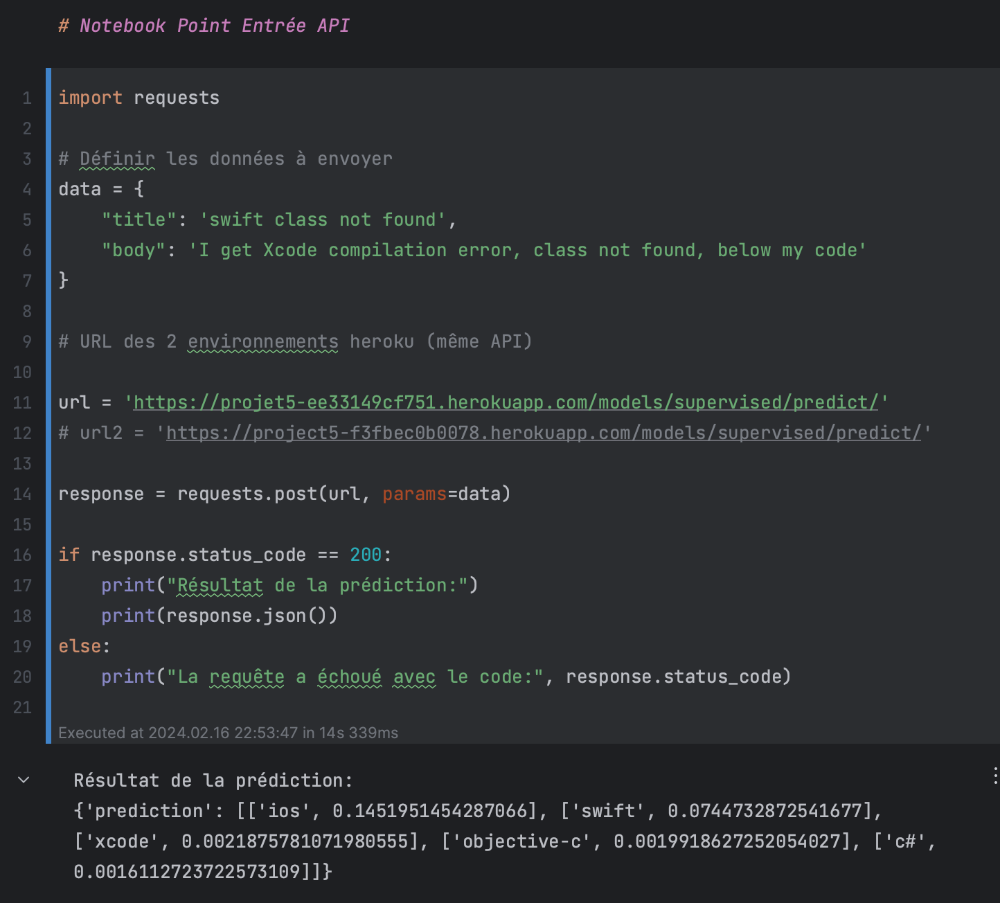 # Notebook Point Entrée API
1 import requests
2
3 # Définir les données à envoyer
4 data = {
5 "title": 'swift class not found',
6 "body": 'I get Xcode compilation error, class not found, below my code'
7 }
8
9 # URL des 2 environnements heroku (même API)
10
11 url = 'https://projet5-ee33149cf751.herokuapp.com/models/supervised/predict/'
12 # url2 = 'https://project5-f3fbec0b0078.herokuapp.com/models/supervised/predict/'
13
14 response = requests.post(url, params=data)
15
16 if response.status_code == 200:
17 print("Résultat de la prédiction:")
18 print(response.json())
19 else:
20 print("La requête a échoué avec le code:", response.status_code)
21
Executed at 2024.02.16 22:53:47 in 14s 339ms
Résultat de la prédiction:
{'prediction': [['ios', 0.1451951454287066], ['swift', 0.0744732872541677],
['xcode', 0.0021875781071980555], ['objective-c', 0.0019918627252054027], ['c#',
0.0016112723722573109]]}